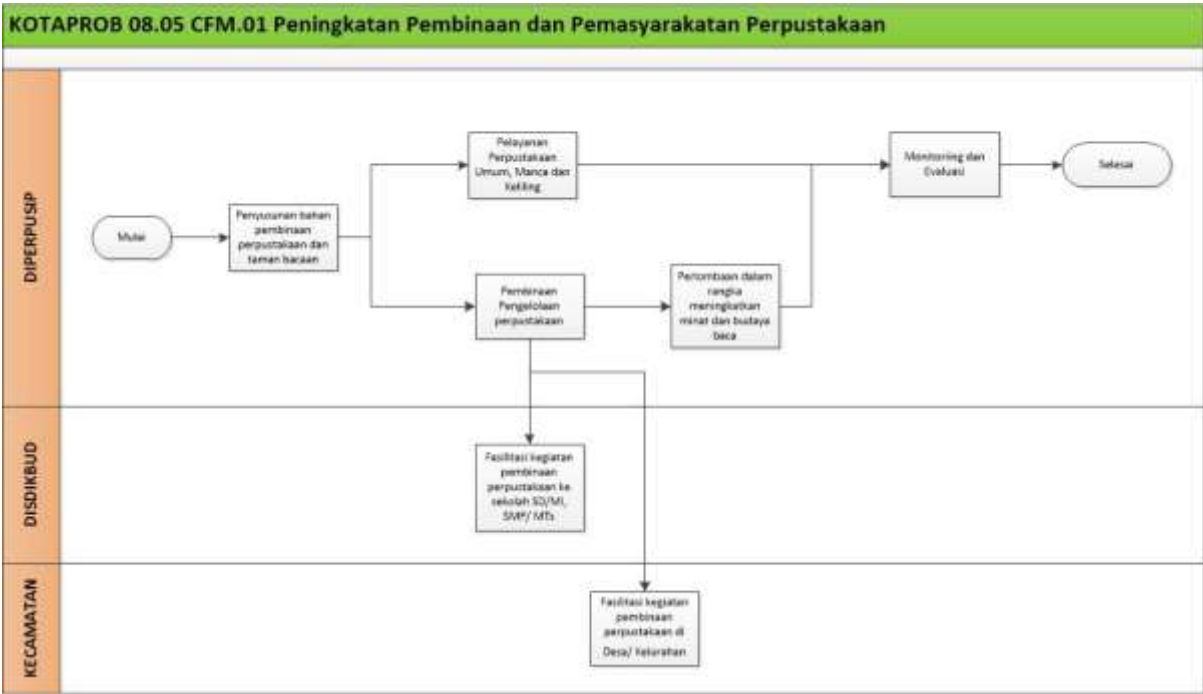 KOTAPROB 08.05 CFM.01 Peningkatan Pembinaan dan Pemasyarakatan Perpustakaan
DIPERPUSIP
Mulai
Penyusunan bahan
pembinaan
perpustakaan dan
taman bacaan
Pelayanan
Perpustakaan
Umum, Manca dan
Keliling
Pembinaan
Pengelolaan
perpustakaan
Perlombaan dalam
rangka
meningkatkan
minat dan budaya
baca
Monitoring dan
Evaluasi
Selesai
DISDIKBUD
Fasilitasi kegiatan
pembinaan
perpustakaan ke
sekolah SD/MI,
SMP/ MTs
KECAMATAN
Fasilitasi kegiatan
pembinaan
perpustakaan di
Desa/ Kelurahan